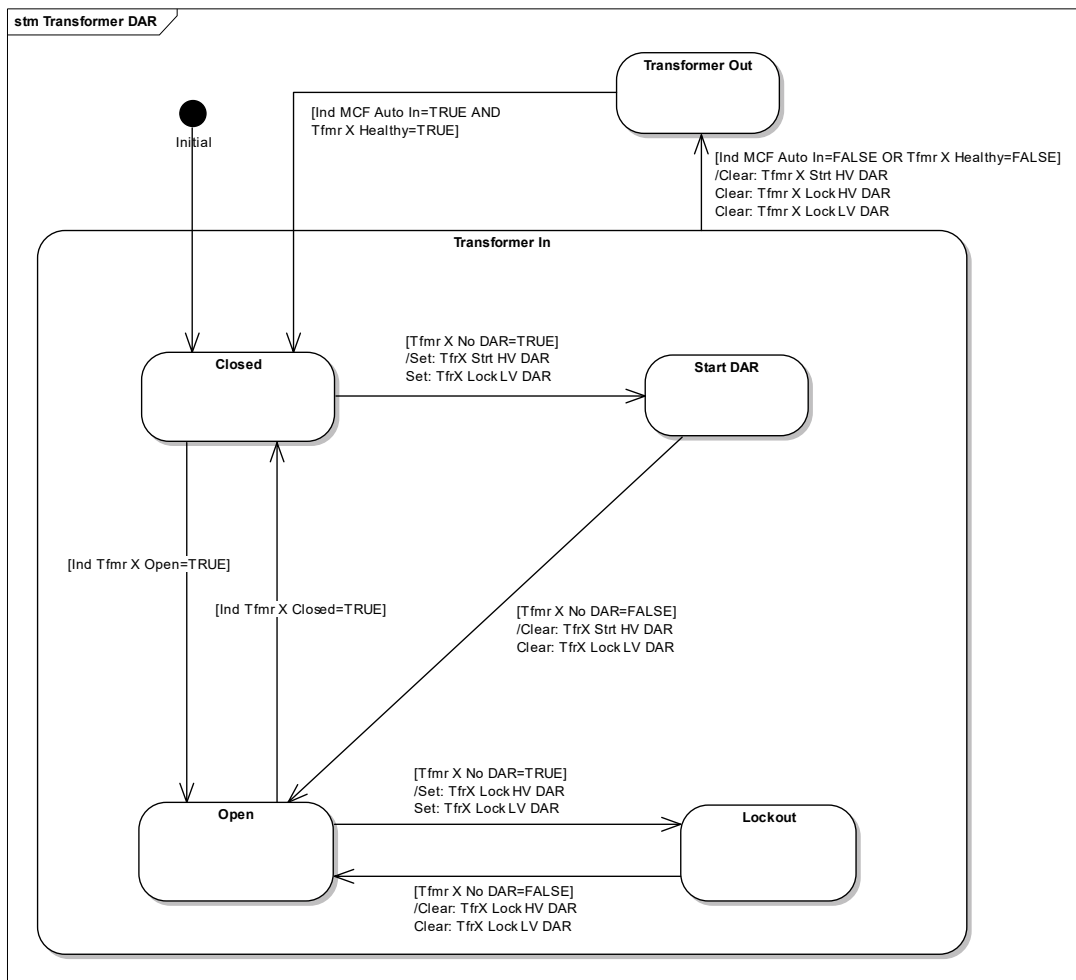 stm Transformer DAR
Transformer Out
[Ind MCF Auto In=TRUE AND
Tfmr X Healthy=TRUE]
Initial
[Ind MCF Auto In=FALSE OR Tfmr X Healthy=FALSE]
/Clear: Tfmr X Strt HV DAR
Clear: Tfmr X Lock HV DAR
Clear: Tfmr X Lock LV DAR
Transformer In
[Tfmr X No DAR=TRUE]
/Set: TfrX Strt HV DAR
Set: TfrX Lock LV DAR
Closed
Start DAR
[Ind Tfmr X Open=TRUE]
[Ind Tfmr X Closed=TRUE]
[Tfmr X No DAR=FALSE]
/Clear: TfrX Strt HV DAR
Clear: TfrX Lock LV DAR
[Tfmr X No DAR=TRUE]
/Set: TfrX Lock HV DAR
Set: TfrX Lock LV DAR
Open
Lockout
[Tfmr X No DAR=FALSE]
/Clear: TfrX Lock HV DAR
Clear: TfrX Lock LV DAR